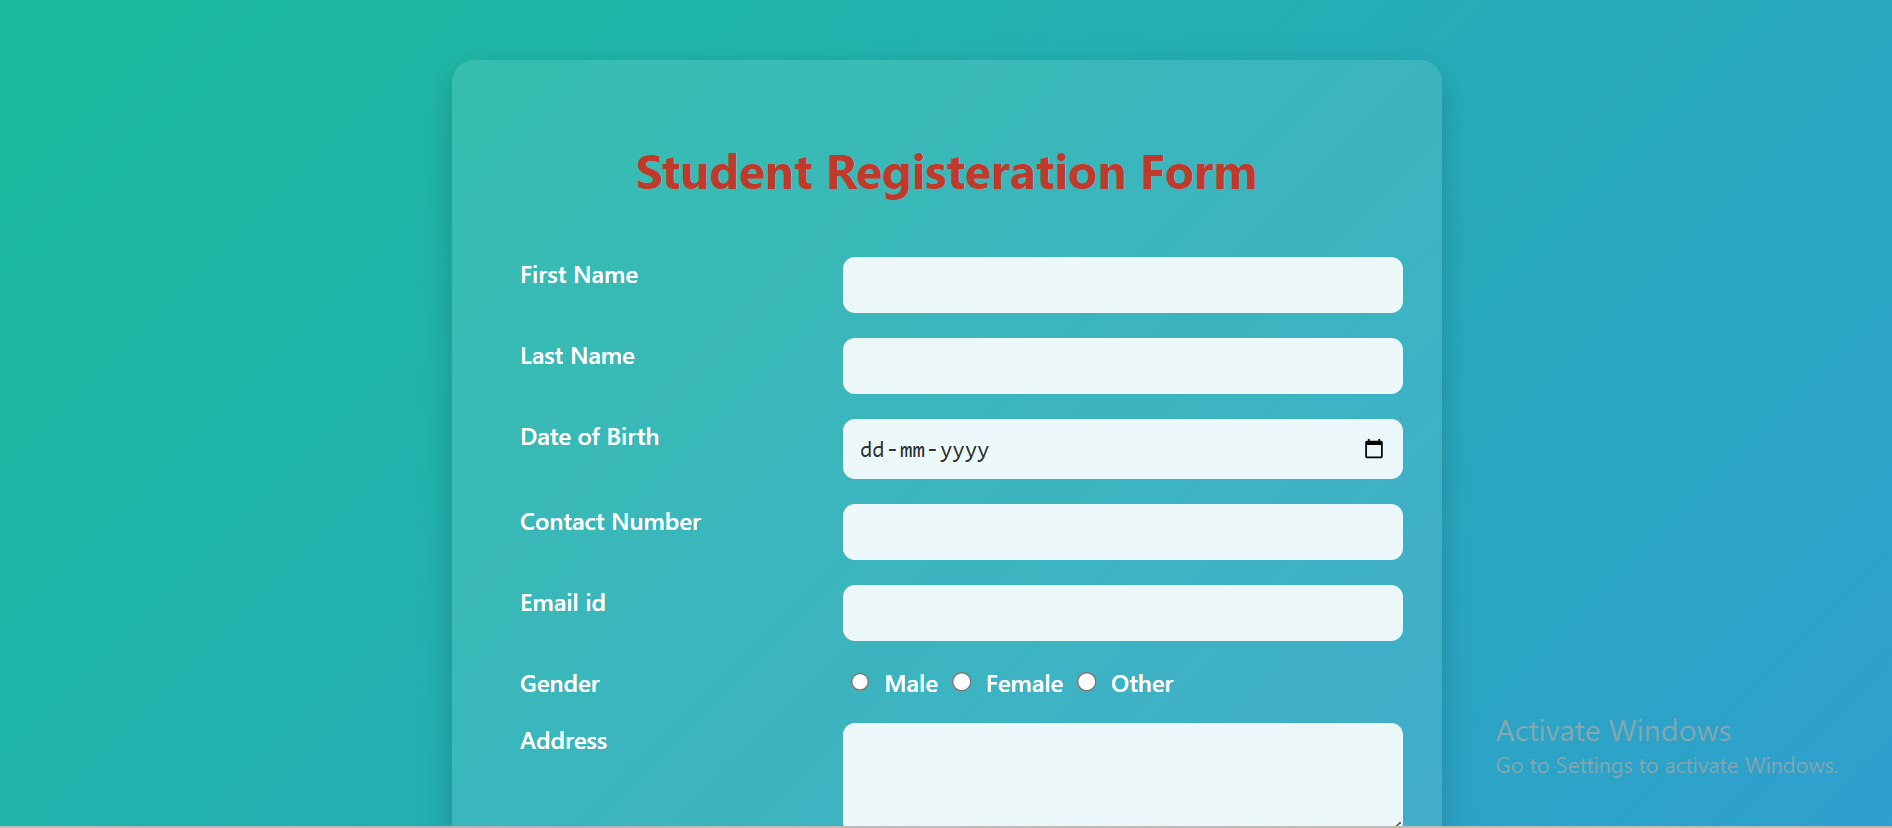 Student Registeration Form
First Name
Last Name
Date of Birth
dd-mm-yyyy
Contact Number
Email id
Gender
Male Female Other
Address
Activate Windows
Go to Settings to activate Windows.